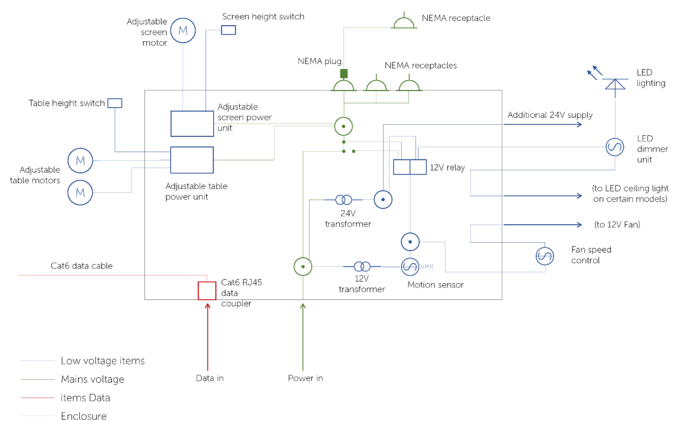 Screen height switch
NEMA receptacle
Adjustable
screen
motor
M
NEMA plug
NEMA receptacles
LED
lighting
Table height switch
Adjustable
screen power
unit
Additional 24V supply
LED
dimmer
unit
M
Adjustable
table motors
M
12V relay
Adjustable table
power unit
(to LED ceiling light
on certain models)
24V
transformer
(to 12V Fan)
Fan speed
control
Cat6 data cable
Cat6 RJ45
data
coupler
12V
transformer
Motion sensor
Data in
Power in
Low voltage items
Mains voltage
items Data
Enclosure